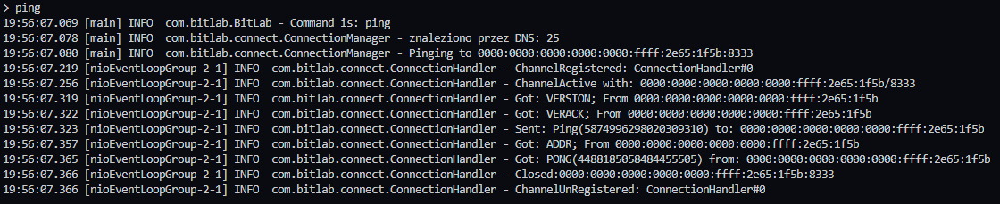 > ping
19:56:07.069 [main] INFO  com.bitlab.BitLab - Command is: ping
19:56:07.078 [main] INFO  com.bitlab.connect.ConnectionManager - znaleziono przez DNS: 25
19:56:07.080 [main] INFO  com.bitlab.connect.ConnectionManager - Pinging to 0000:0000:0000:0000:0000:ffff:2e65:1f5b:8333
19:56:07.219 [nioEventLoopGroup-2-1] INFO  com.bitlab.connect.ConnectionHandler - ChannelRegistered: ConnectionHandler#0
19:56:07.256 [nioEventLoopGroup-2-1] INFO  com.bitlab.connect.ConnectionHandler - ChannelActive with: 0000:0000:0000:0000:0000:ffff:2e65:1f5b/8333
19:56:07.319 [nioEventLoopGroup-2-1] INFO  com.bitlab.connect.ConnectionHandler - Got: VERSION; From 0000:0000:0000:0000:0000:ffff:2e65:1f5b
19:56:07.322 [nioEventLoopGroup-2-1] INFO  com.bitlab.connect.ConnectionHandler - Got: VERACK; From 0000:0000:0000:0000:0000:ffff:2e65:1f5b
19:56:07.323 [nioEventLoopGroup-2-1] INFO  com.bitlab.connect.ConnectionHandler - Sent: Ping(5874996298020309310) to: 0000:0000:0000:0000:0000:ffff:2e65:1f5b
19:56:07.357 [nioEventLoopGroup-2-1] INFO  com.bitlab.connect.ConnectionHandler - Got: ADDR; From 0000:0000:0000:0000:0000:ffff:2e65:1f5b
19:56:07.365 [nioEventLoopGroup-2-1] INFO  com.bitlab.connect.ConnectionHandler - Got: PONG(4488185058484455505) from: 0000:0000:0000:0000:0000:ffff:2e65:1f5b
19:56:07.366 [nioEventLoopGroup-2-1] INFO  com.bitlab.connect.ConnectionHandler - Closed:0000:0000:0000:0000:0000:ffff:2e65:1f5b:8333
19:56:07.366 [nioEventLoopGroup-2-1] INFO  com.bitlab.connect.ConnectionHandler - ChannelUnRegistered: ConnectionHandler#0